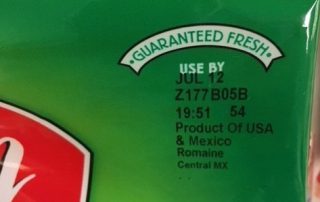 GUARANTEED FRESH
USE BY
JUL 12
Z177B05B
19:51 54
Product Of USA
& Mexico
Romaine
Central MX